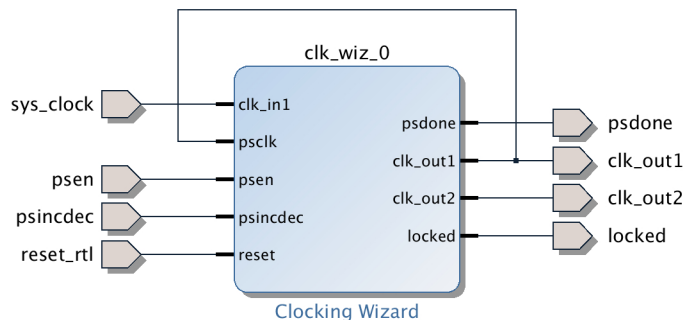 clk_wiz_0
sys_clock
clk_in1
psclk
psen
psen
psincdec
psincdec
reset_rtl
reset
psdone
psdone
clk_out1
clk_out1
clk_out2
clk_out2
locked
locked
Clocking Wizard